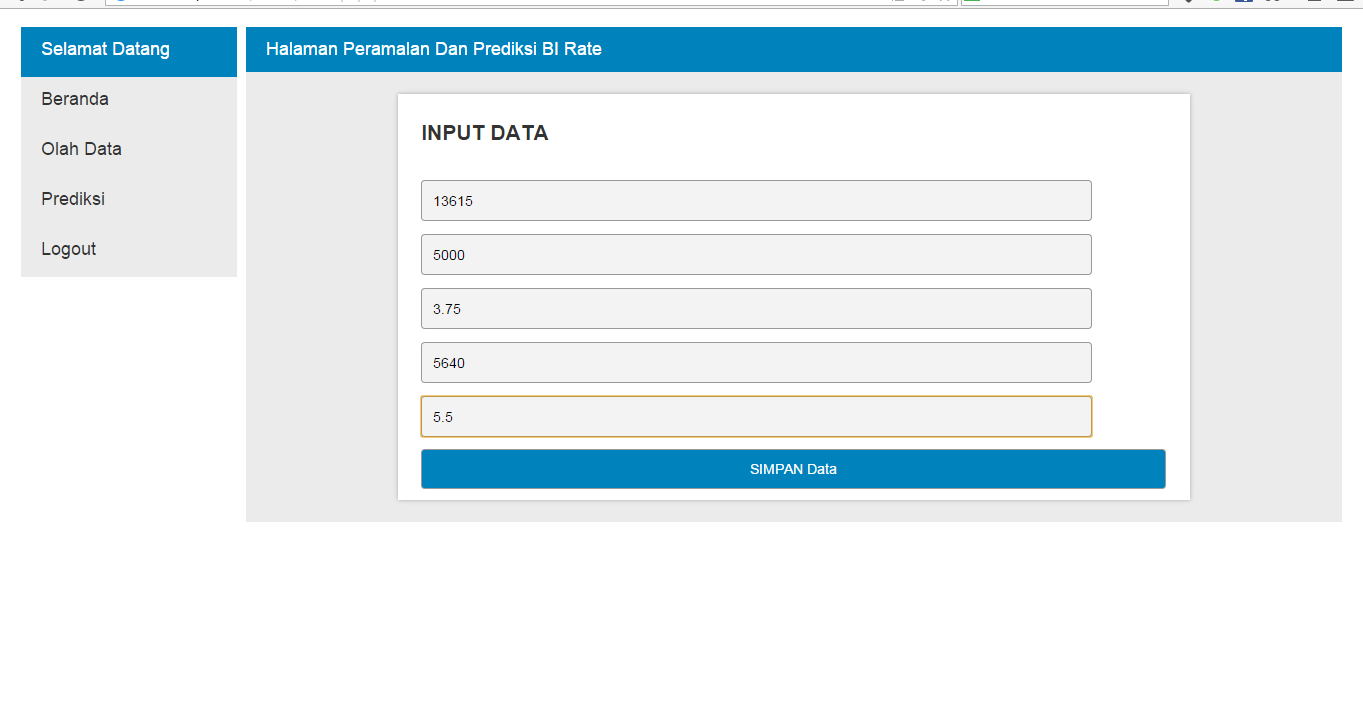 Selamat Datang
Beranda
Olah Data
Prediksi
Logout
Halaman Peramalan Dan Prediksi BI Rate
INPUT DATA
13615
5000
3.75
5640
5.5
SIMPAN Data